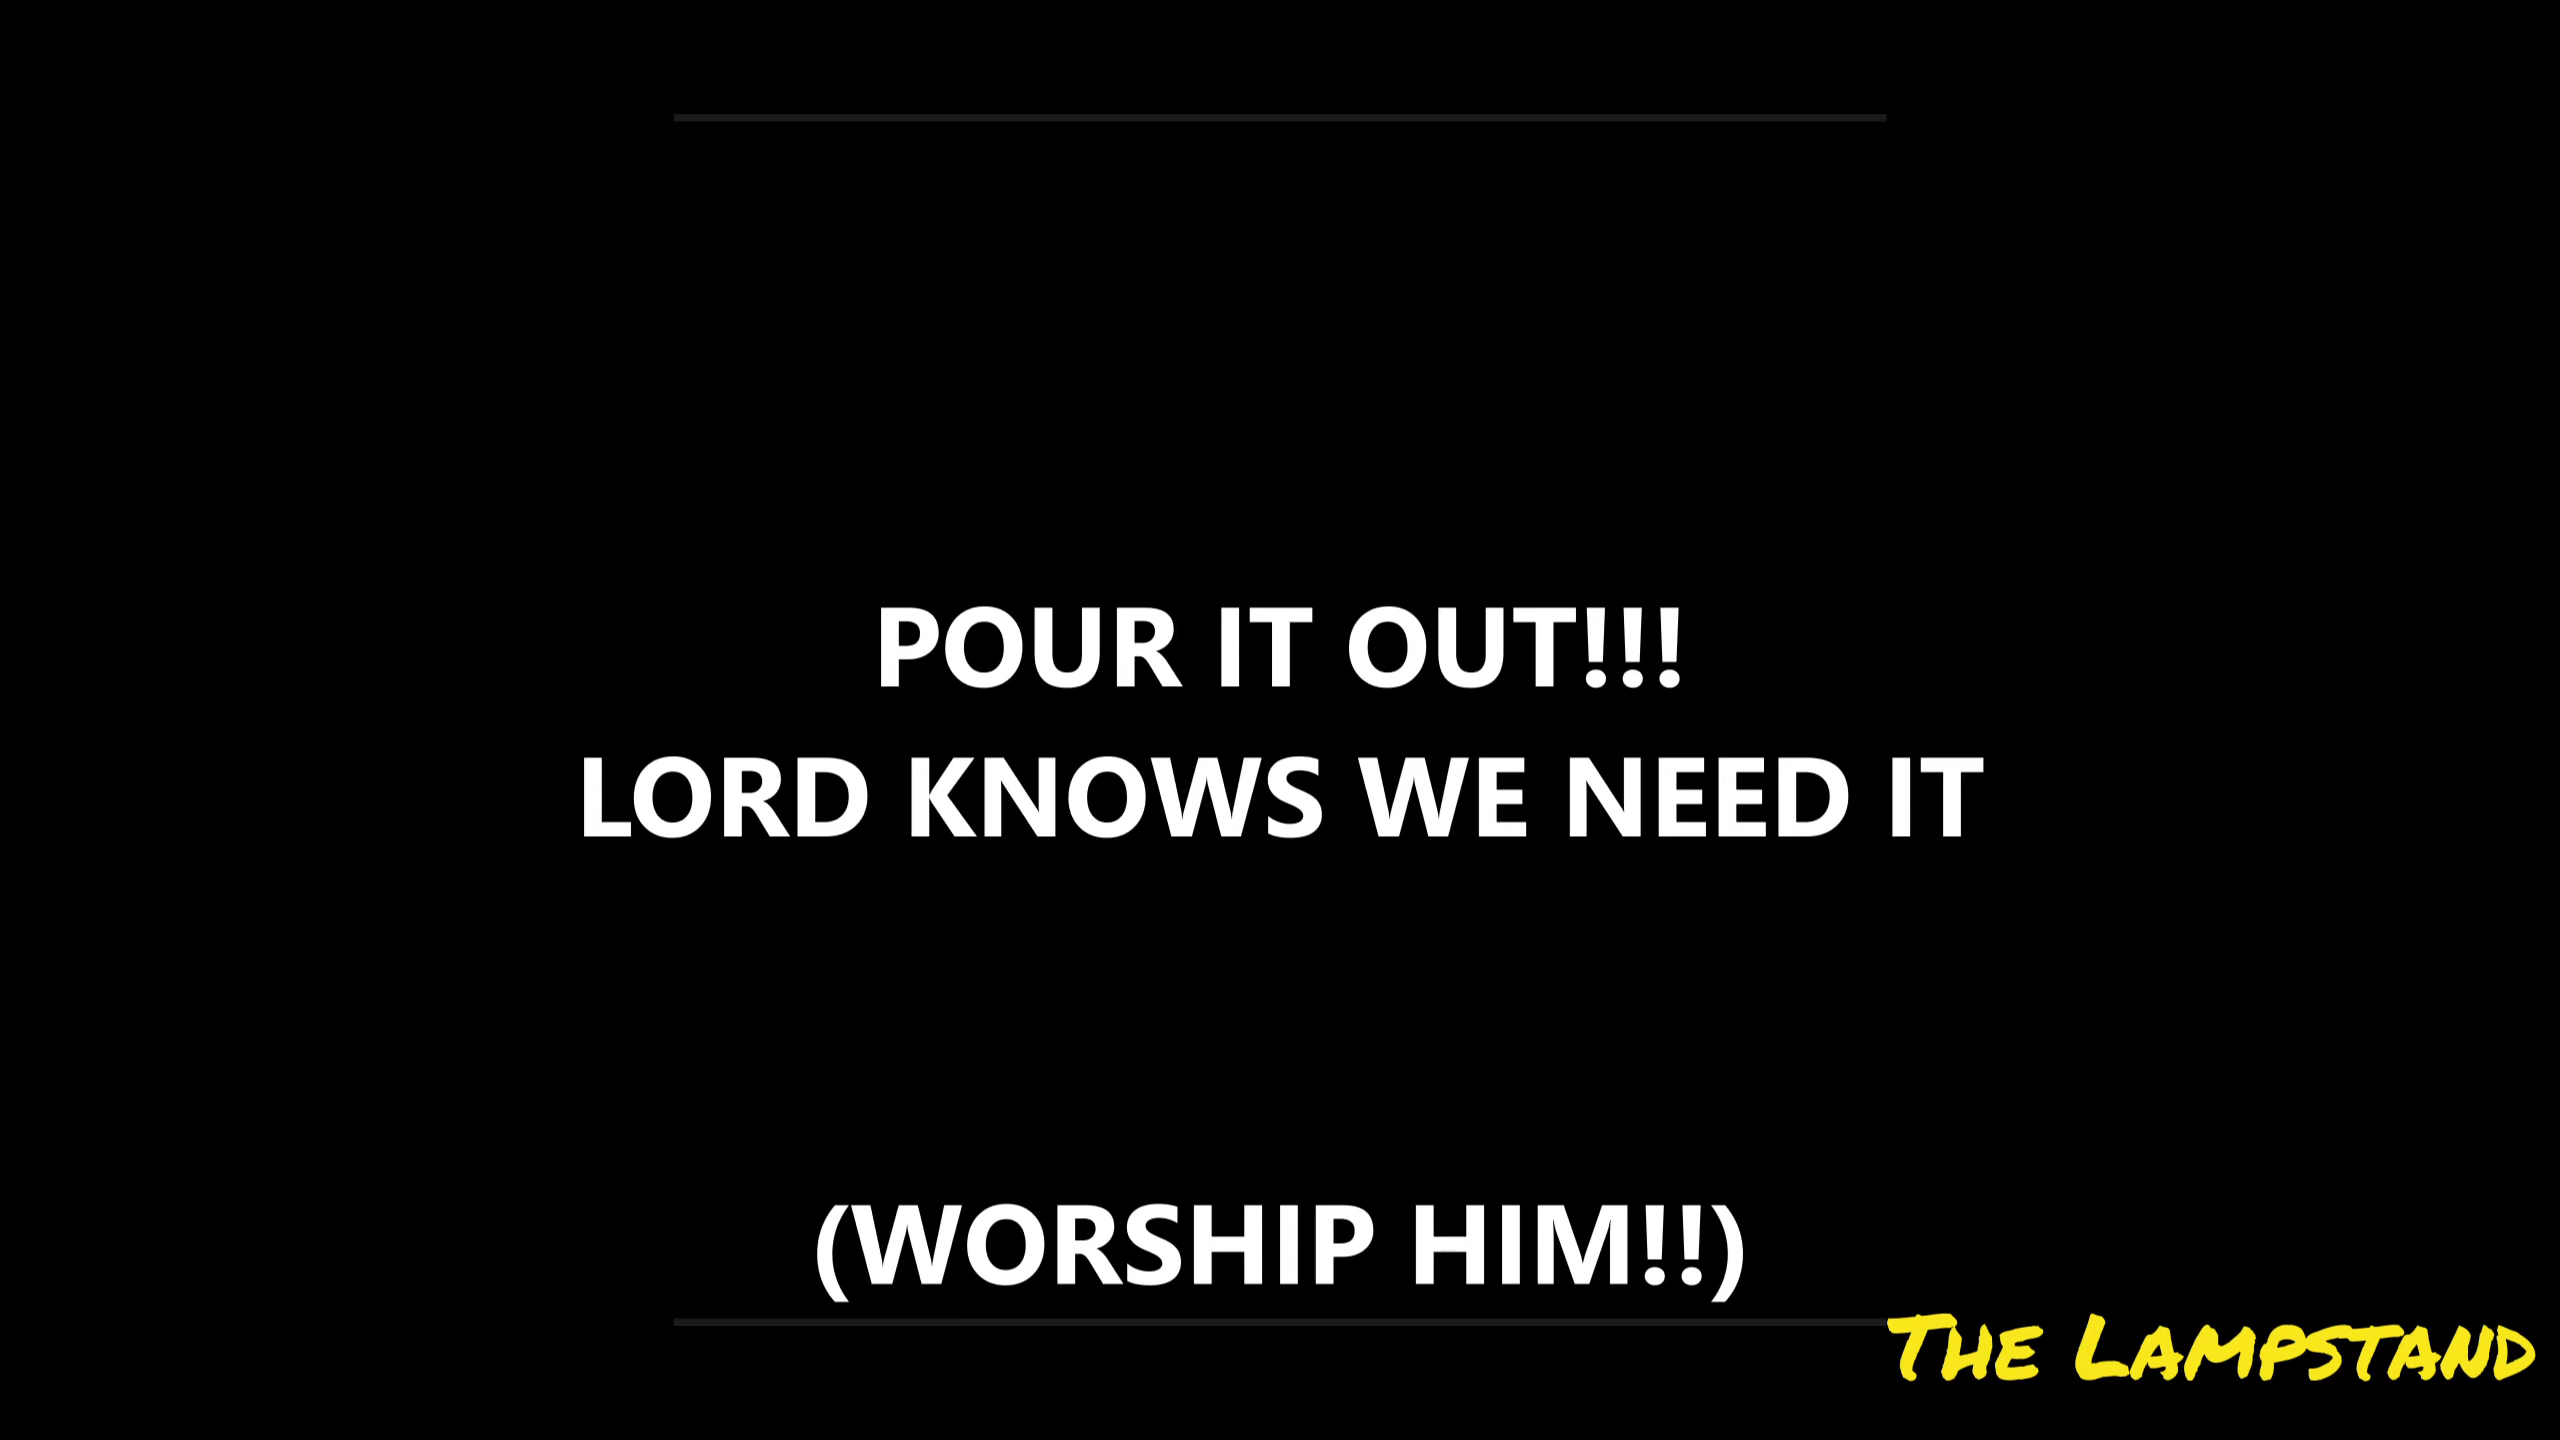 POUR IT OUT!!!
LORD KNOWS WE NEED IT
(WORSHIP HIM!!)
THE LAMPSTAND